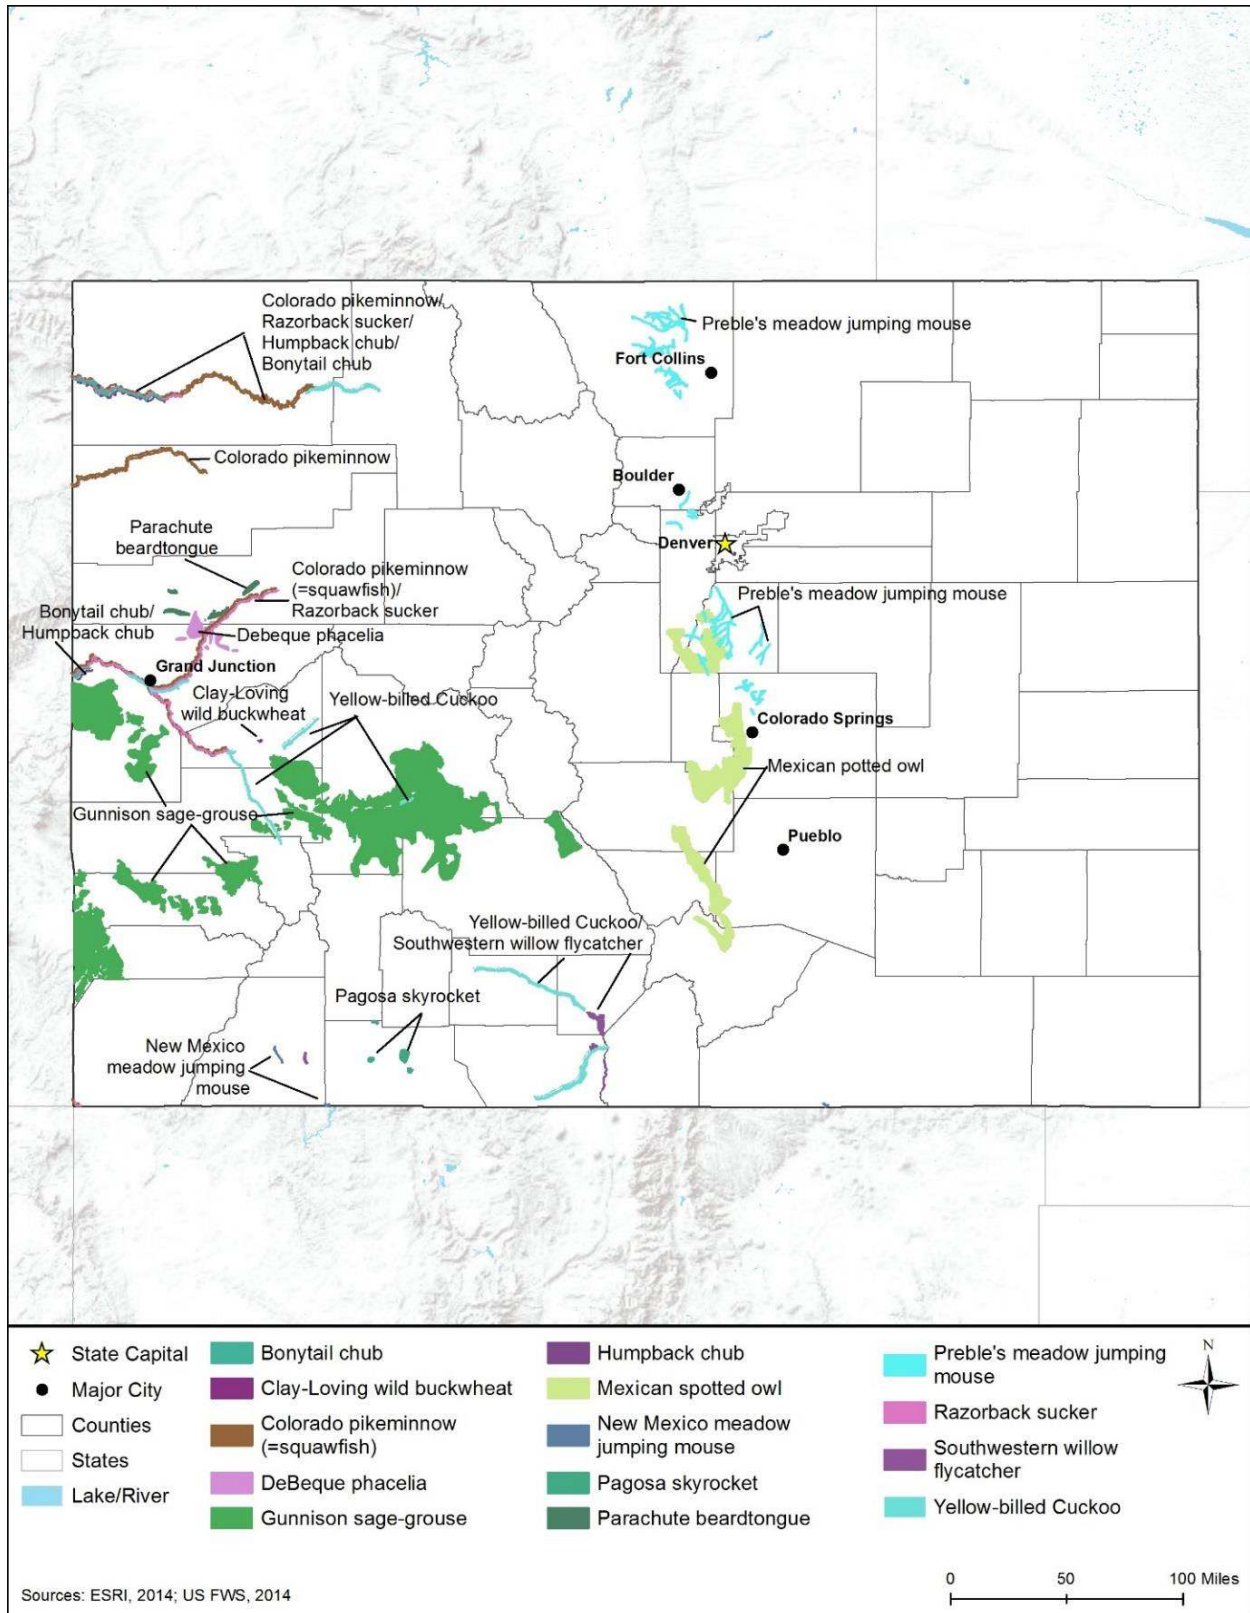 Colorado pikeminnow/
Razorback sucker/
Humpback chub/
Bonytail chub
Preble's meadow jumping mouse
Fort Collins
Colorado pikeminnow
Boulder
Parachute
beardtongue
Denver
Colorado pikeminnow
(=squawfish)/
Razorback sucker
Preble's meadow jumping mouse
Bonytail chub/
Humpback chub
Debeque phacelia
Grand Junction
Clay-Loving
wild buckwheat
Yellow-billed Cuckoo
Colorado Springs
Mexican potted owl
Gunnison sage-grouse
Pueblo
Yellow-billed Cuckoo/
Southwestern willow flycatcher
Pagosa skyrocket
New Mexico
meadow jumping
mouse
State Capital
Major City
Counties
States
Lake/River
Bonytail chub
Clay-Loving wild buckwheat
Colorado pikeminnow
(=squawfish)
DeBeque phacelia
Gunnison sage-grouse
Humpback chub
Mexican spotted owl
New Mexico meadow
jumping mouse
Pagosa skyrocket
Parachute beardtongue
Preble's meadow jumping
mouse
Razorback sucker
Southwestern willow
flycatcher
Yellow-billed Cuckoo
N
Sources: ESRI, 2014; US FWS, 2014
0 50 100 Miles